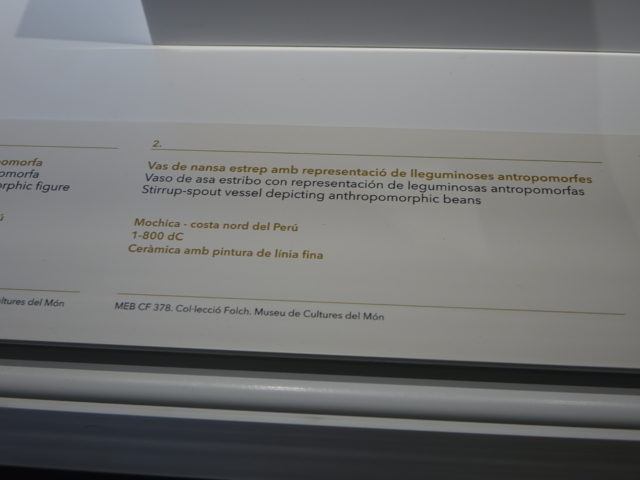 omorfa
omorfa
orphic figure
ú
ultures del Món
2.
Vas de nansa estrep amb representació de lleguminoses antropomorfes
Vaso de asa estribo con representación de leguminosas antropomorfas
Stirrup-spout vessel depicting anthropomorphic beans
Mochica - costa nord del Perú
1-800 dC
Ceràmica amb pintura de línia fina
MEB CF 378. Col·lecció Folch. Museu de Cultures del Món